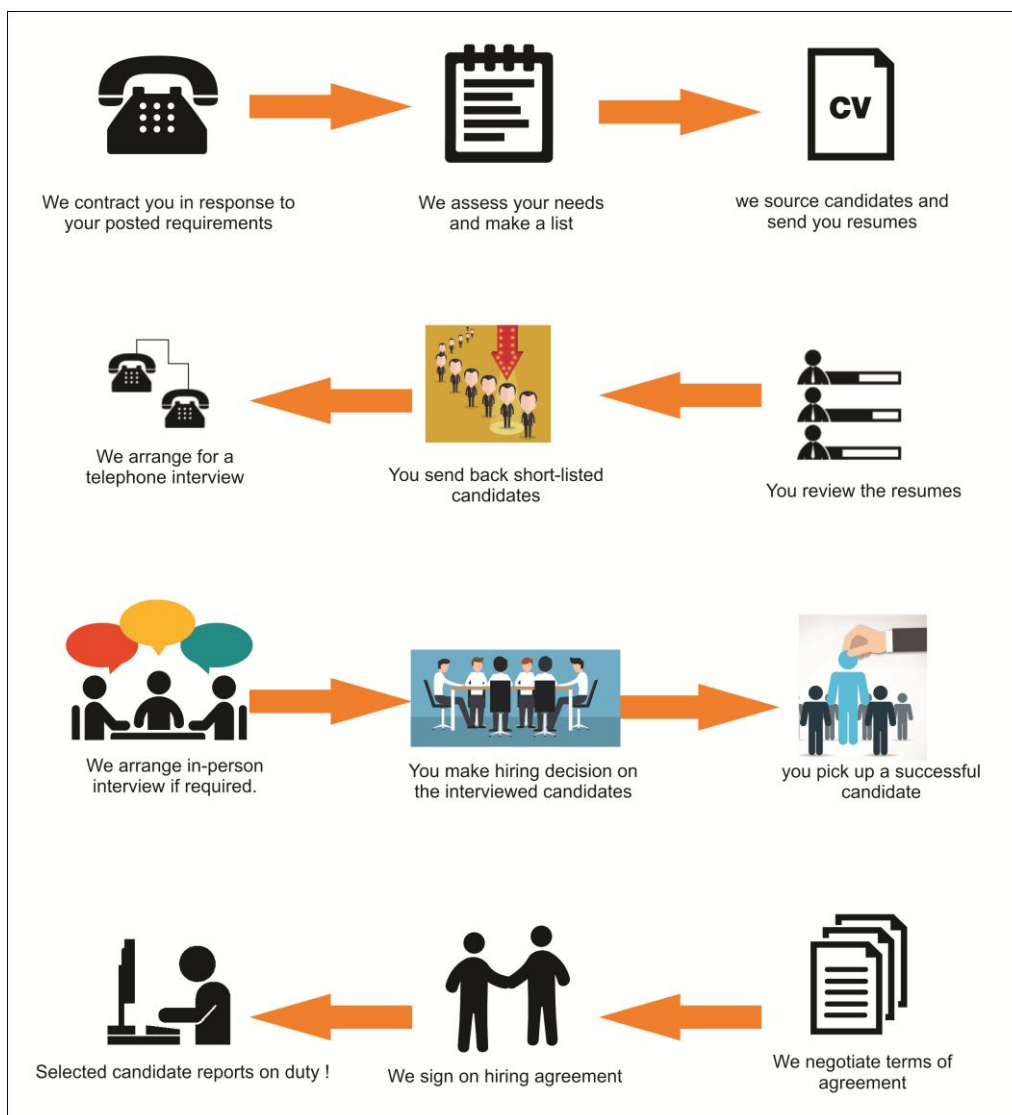 CV
We contract you in response to
your posted requirements
We assess your needs
and make a list
we source candidates and
send you resumes
You review the resumes
You send back short-listed
candidates
We arrange for a
telephone interview
We arrange in-person
interview if required.
You make hiring decision on
the interviewed candidates
you pick up a successful
candidate
We negotiate terms of
agreement
We sign on hiring agreement
Selected candidate reports on duty !